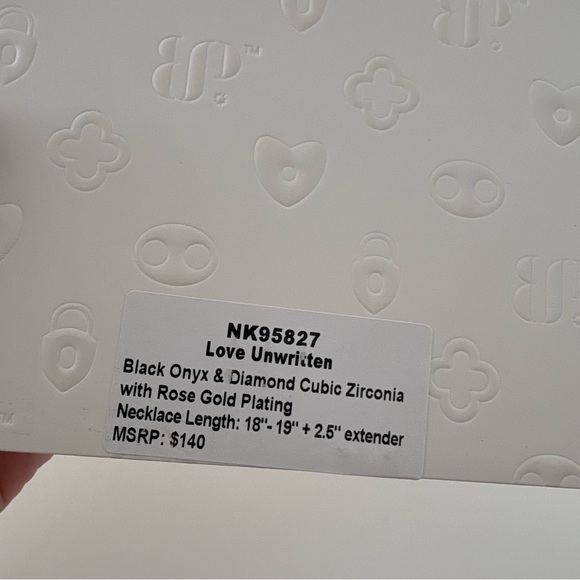 NK95827
Love Unwritten
Black Onyx & Diamond Cubic Zirconia
with Rose Gold Plating
Necklace Length: 18"- 19" + 2.5" extender
MSRP: $140